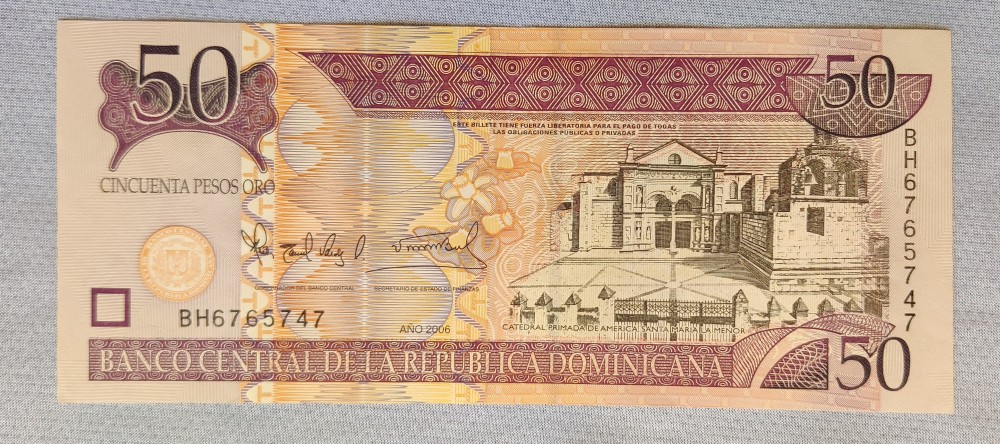 50
50
ESTE BILLETE TIENE FUERZA LIBERATORIA PARA EL PAGO DE TODAS
LAS OBLIGACIONES PUBLICAS O PRIVADAS
CINCUENTA PESOS ORO
BH6765747
GOBERNADOR DEL BANCO CENTRAL
SECRETARIO DE ESTADO DE FINANZAS
BH6765747
AÑO 2006
CATEDRAL PRIMADA DE AMERICA SANTA MARIA LA MENOR
BANCO CENTRAL DE LA REPUBLICA DOMINICANA
50